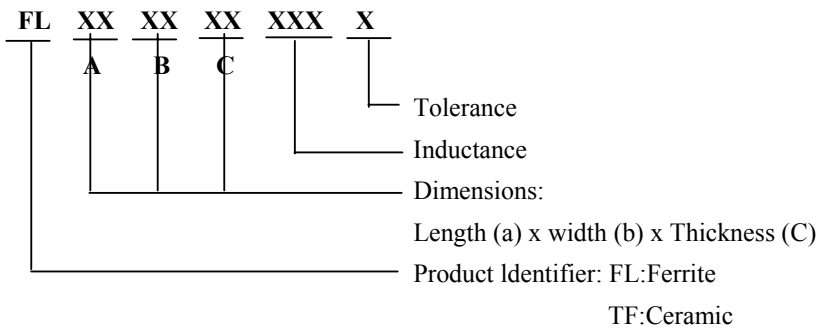 FL XX XX XX XXX X
A B C
Tolerance
Inductance
Dimensions:
Length (a) x width (b) x Thickness (C)
Product ldentifier: FL:Ferrite
TF:Ceramic